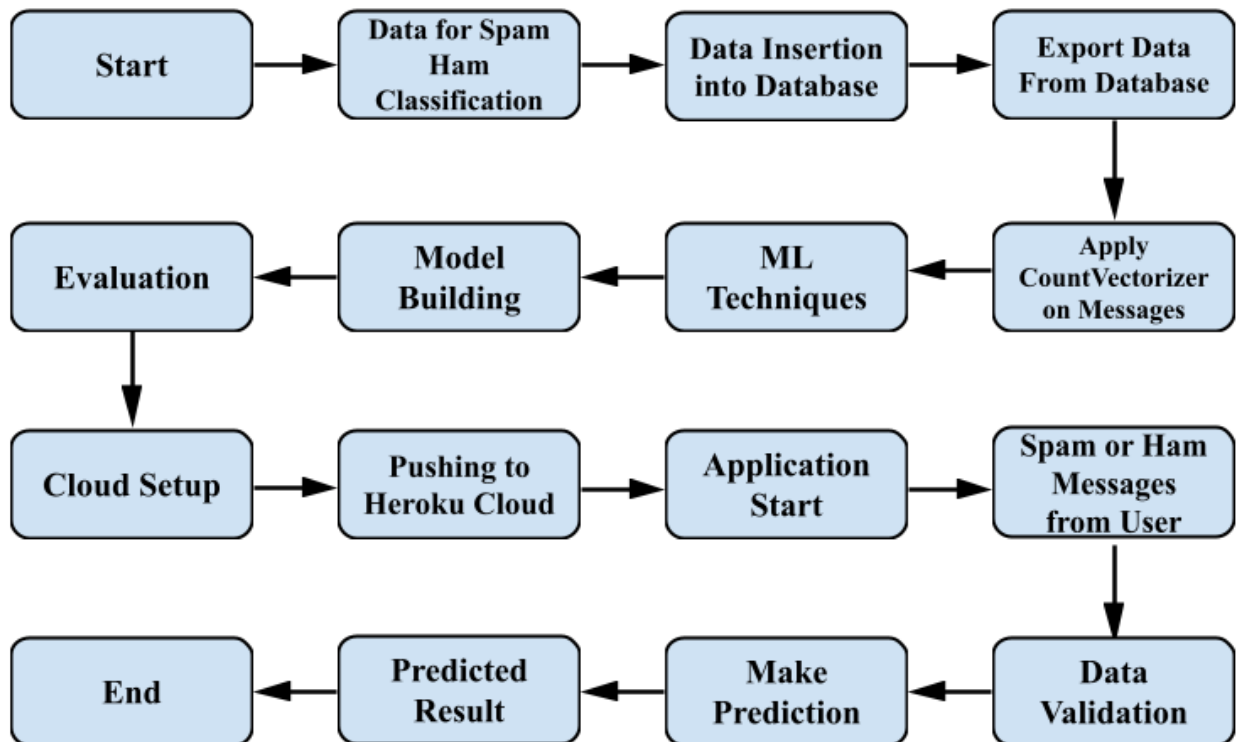 Start
Data for Spam
Ham
Classification
Data Insertion
into Database
Export Data
From Database
Apply
CountVectorizer
on Messages
ML
Techniques
Model
Building
Evaluation
Cloud Setup
Pushing to
Heroku Cloud
Application
Start
Spam or Ham
Messages
from User
Data
Validation
Make
Prediction
Predicted
Result
End